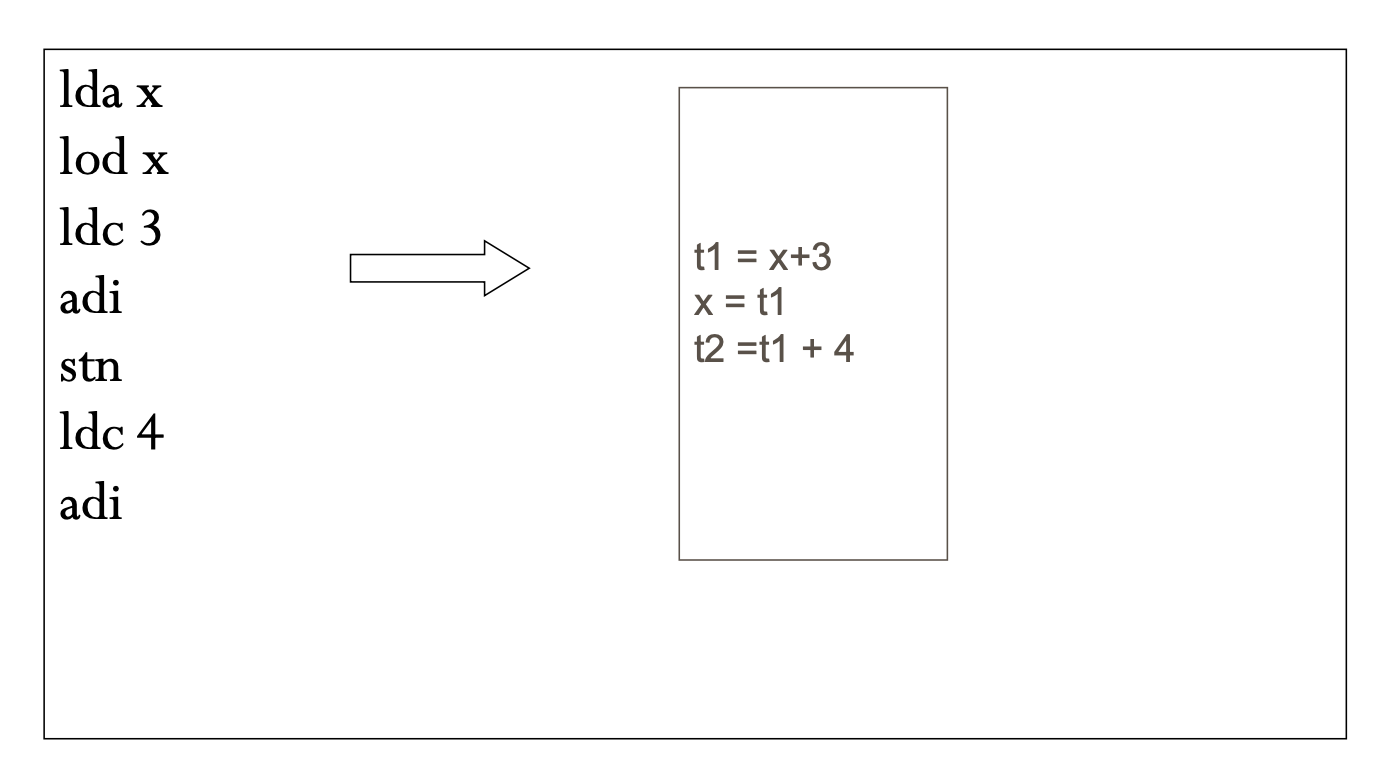 lda x
lod x
ldc 3
adi
stn
ldc 4
adi
t1 = x+3
x = t1
t2 =t1 + 4